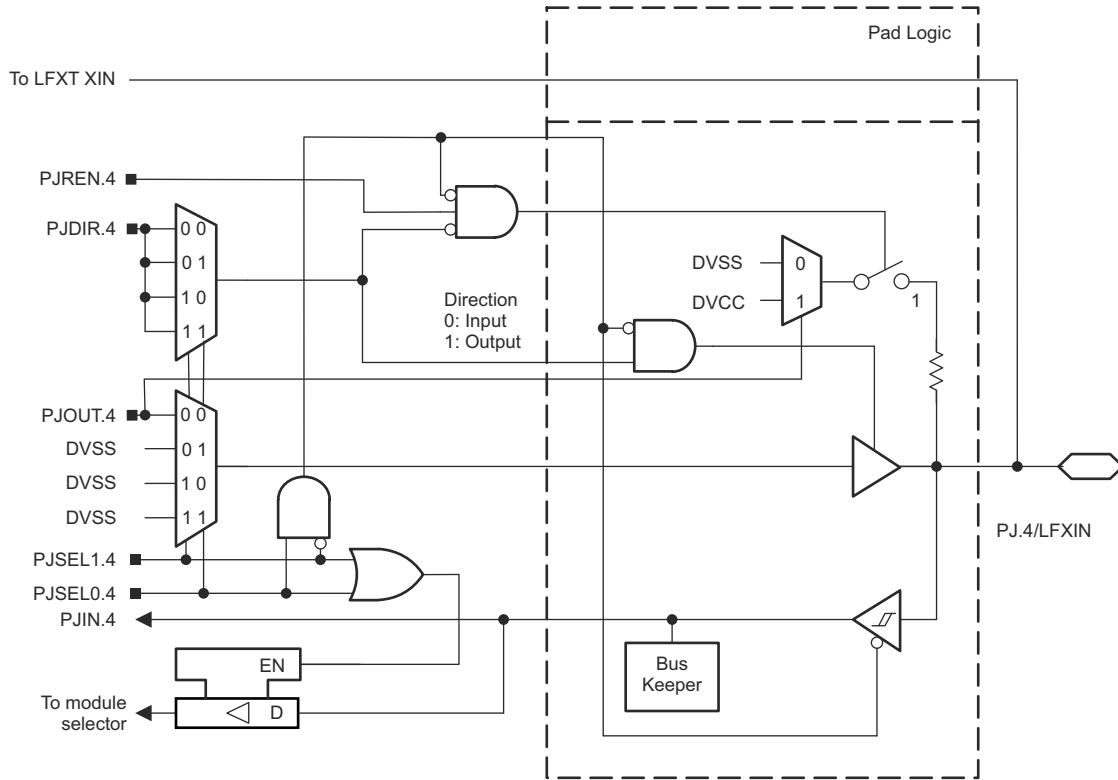 Pad Logic
To LFXT XIN
PJREN.4
PJDIR.4
0 0
0 1
1 0
1 1
Direction
0: Input
1: Output
DVSS
0
DVCC
1
1
PJOUT.4
0 0
DVSS
0 1
DVSS
1 0
DVSS
1 1
PJSEL1.4
PJSEL0.4
PJIN.4
PJ.4/LFXIN
EN
D
Bus
Keeper
To module
selector